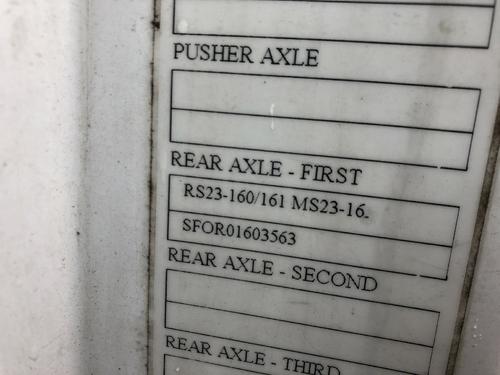 PUSHER AXLE
REAR AXLE - FIRST
RS23-160/161 MS23-16
SFOR01603563
REAR AXLE - SECOND
REAR AXLE - THIRD